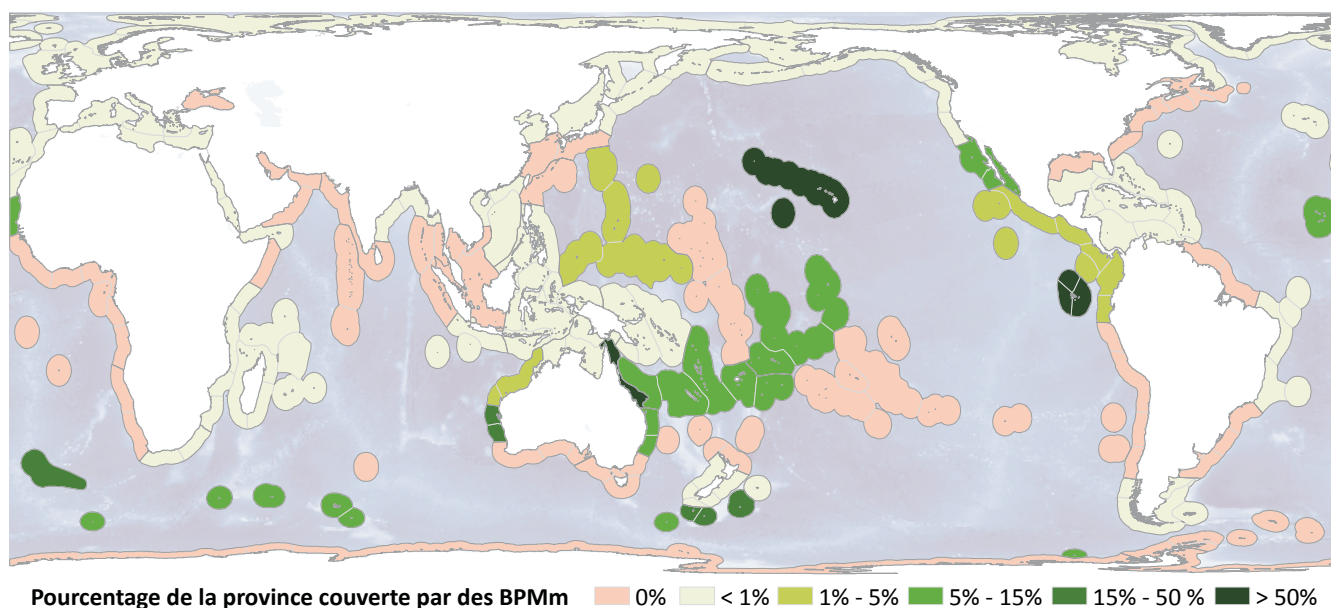 Pourcentage de la province couverte par des BPMm 0% < 1% 1% - 5% 5% - 15% 15% - 50 % > 50%